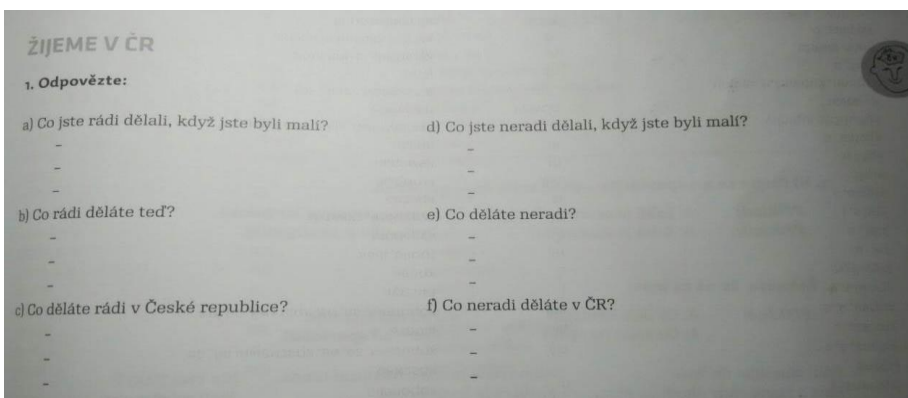 ŽIJEME V ČR
1. Odpovězte:
a) Co jste rádi dělali, když jste byli malí?
-
-
-
b) Co rádi děláte teď?
-
-
-
c) Co děláte rádi v České republice?
-
-
-
d) Co jste neradi dělali, když jste byli malí?
-
-
-
e) Co děláte neradi?
-
-
-
f) Co neradi děláte v ČR?
-
-
-